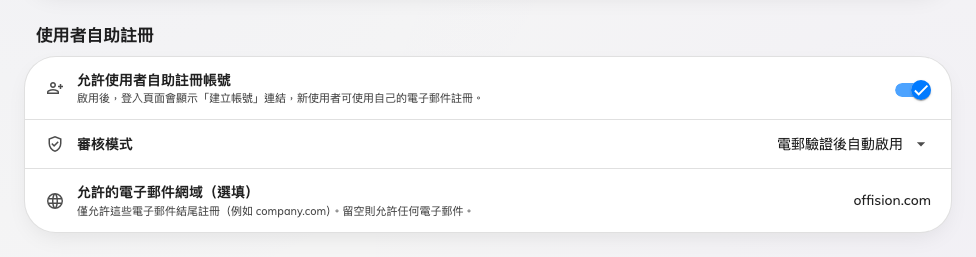 使用者自助註冊
允許使用者自助註冊帳號
啟用後，登入頁面會顯示「建立帳號」連結，新使用者可使用自己的電子郵件註冊。
審核模式
電郵驗證後自動啟用
允許的電子郵件網域（選填）
僅允許這些電子郵件結尾註冊（例如 company.com）。留空則允許任何電子郵件。
offision.com